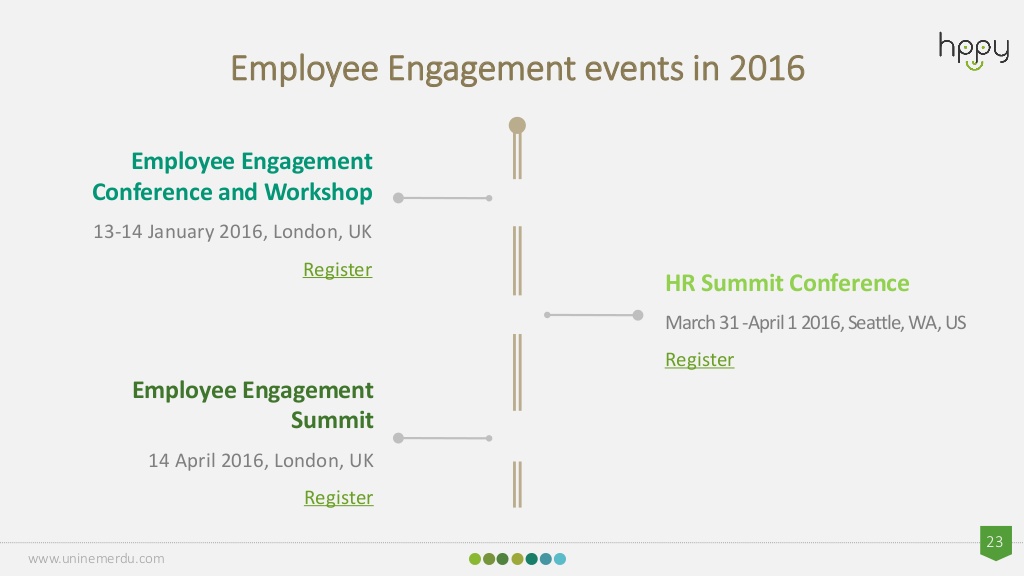 hppy
Employee Engagement events in 2016
Employee Engagement
Conference and Workshop
13-14 January 2016, London, UK
Register
HR Summit Conference
March 31 -April 1 2016, Seattle, WA, US
Register
Employee Engagement
Summit
14 April 2016, London, UK
Register
www.uninemerdu.com
23